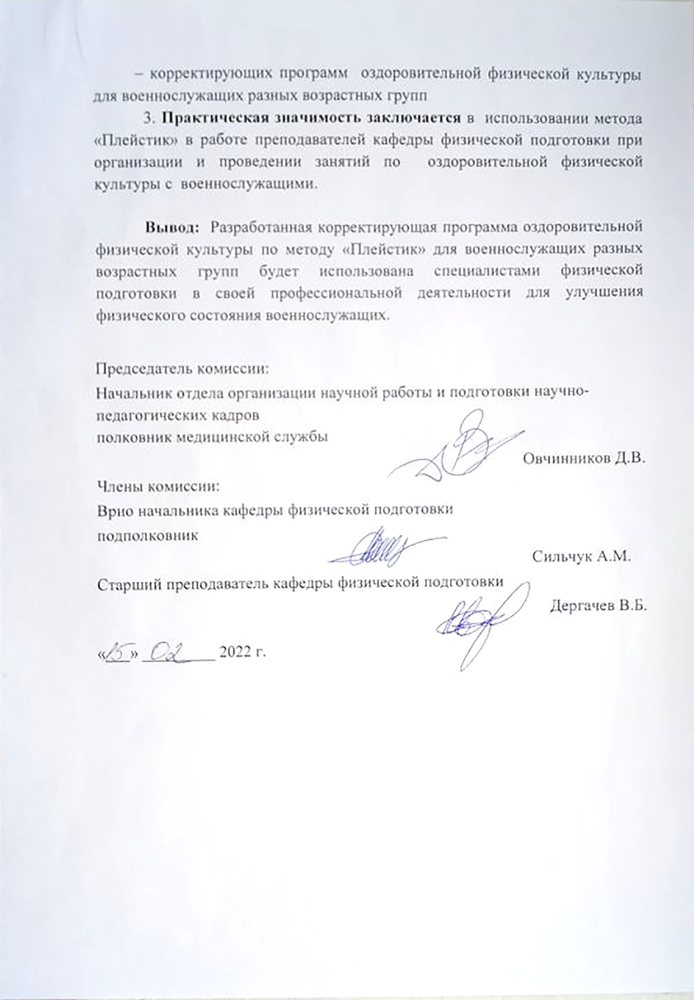 – корректирующих программ оздоровительной физической культуры
для военнослужащих разных возрастных групп
3. Практическая значимость заключается в использовании метода
«Плейстик» в работе преподавателей кафедры физической подготовки при
организации и проведении занятий по оздоровительной физической
культуры с военнослужащими.
Вывод: Разработанная корректирующая программа оздоровительной
физической культуры по методу «Плейстик» для военнослужащих разных
возрастных групп будет использована специалистами физической
подготовки в своей профессиональной деятельности для улучшения
физического состояния военнослужащих.
Председатель комиссии:
Начальник отдела организации научной работы и подготовки научно-
педагогических кадров
полковник медицинской службы
Овчинников Д.В.
Члены комиссии:
Врио начальника кафедры физической подготовки
подполковник
Сильчук А.М.
Старший преподаватель кафедры физической подготовки
Дергачев В.Б.
«15» 02 2022 г.